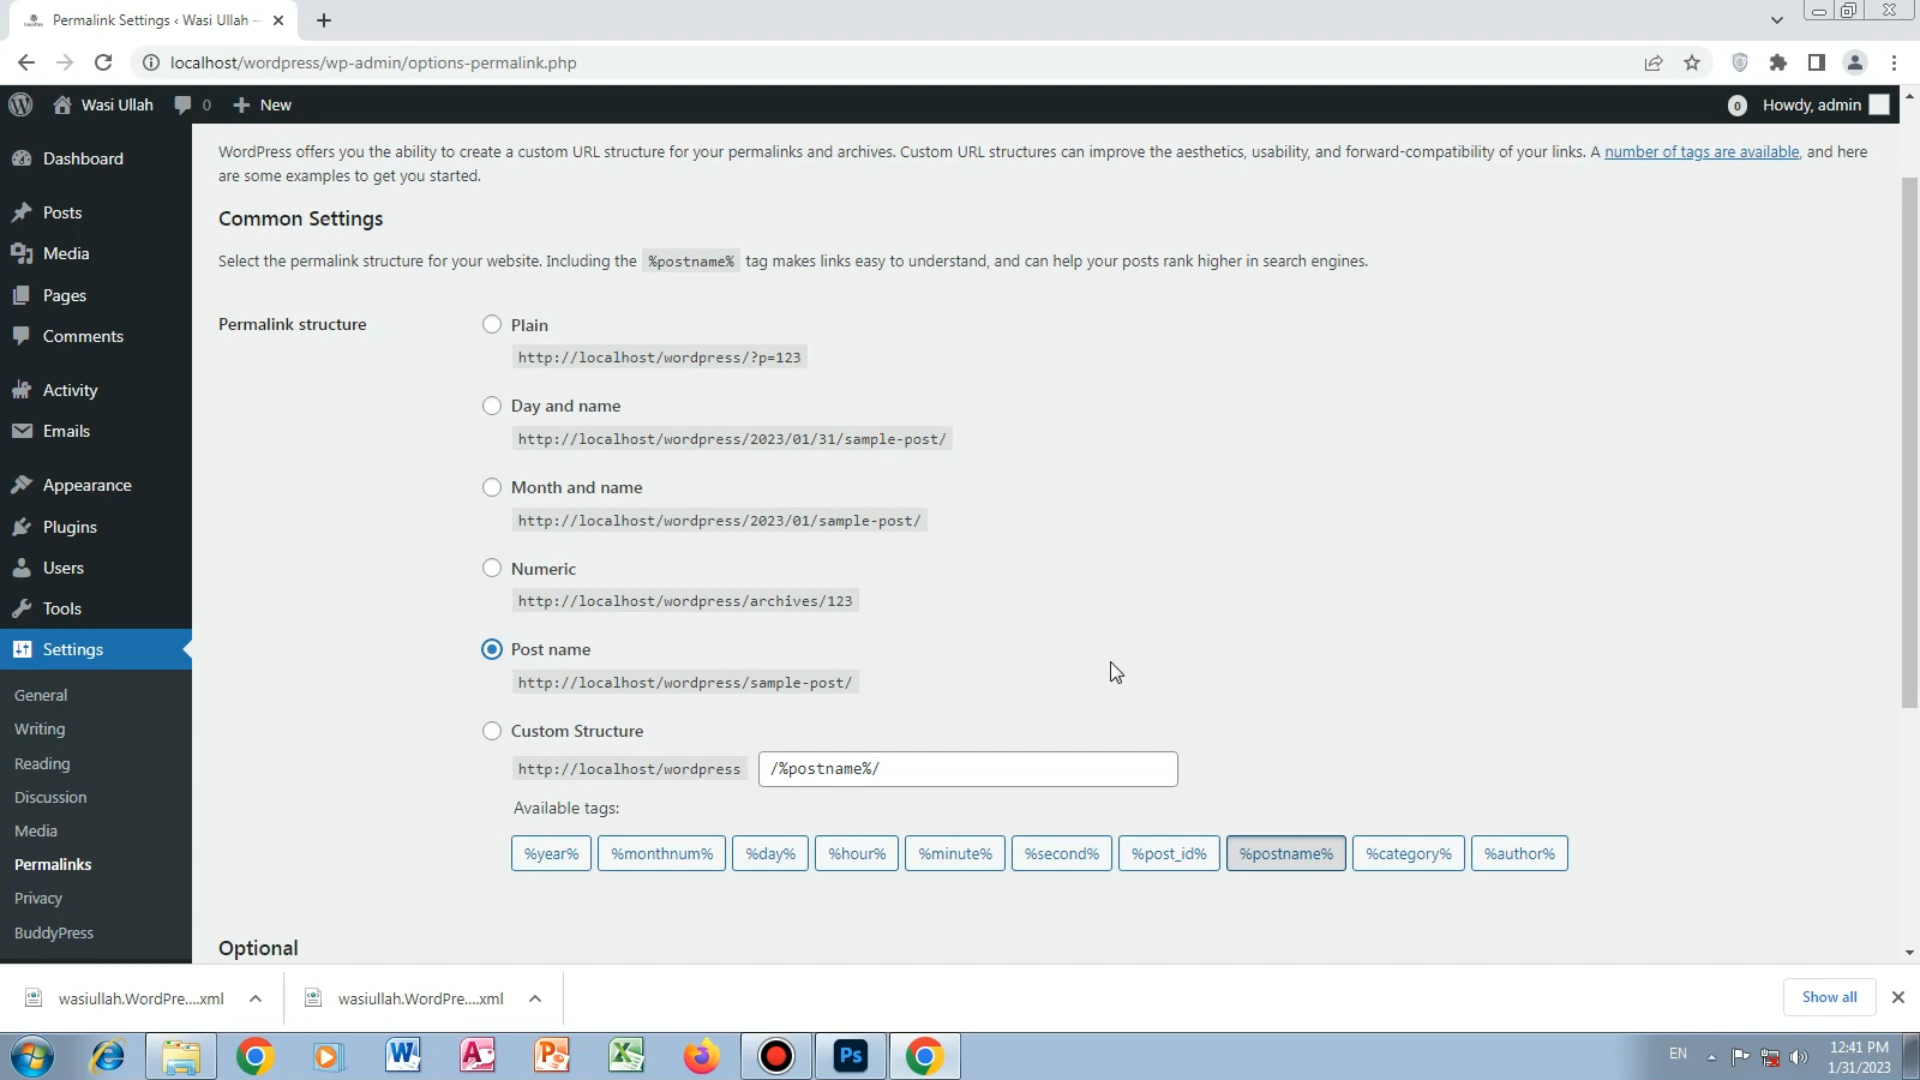 Permalink Settings ‹ Wasi Ullah —
localhost/wordpress/wp-admin/options-permalink.php
Wasi Ullah
0
New
0
Howdy, admin
Dashboard
Posts
Media
Pages
Comments
Activity
Emails
Appearance
Plugins
Users
Tools
Settings
General
Writing
Reading
Discussion
Media
Permalinks
Privacy
BuddyPress
WordPress offers you the ability to create a custom URL structure for your permalinks and archives. Custom URL structures can improve the aesthetics, usability, and forward-compatibility of your links. A number of tags are available, and here
are some examples to get you started.
Common Settings
Select the permalink structure for your website. Including the %postname% tag makes links easy to understand, and can help your posts rank higher in search engines.
Permalink structure
Plain
http://localhost/wordpress/?p=123
Day and name
http://localhost/wordpress/2023/01/31/sample-post/
Month and name
http://localhost/wordpress/2023/01/sample-post/
Numeric
http://localhost/wordpress/archives/123
Post name
http://localhost/wordpress/sample-post/
Custom Structure
http://localhost/wordpress /%postname%/
Available tags:
%year% %monthnum% %day% %hour% %minute% %second% %post_id% %postname% %category% %author%
Optional
wasiullah.WordPre....xml
wasiullah.WordPre....xml
Show all
Ps
EN
12:41 PM
1/31/2023